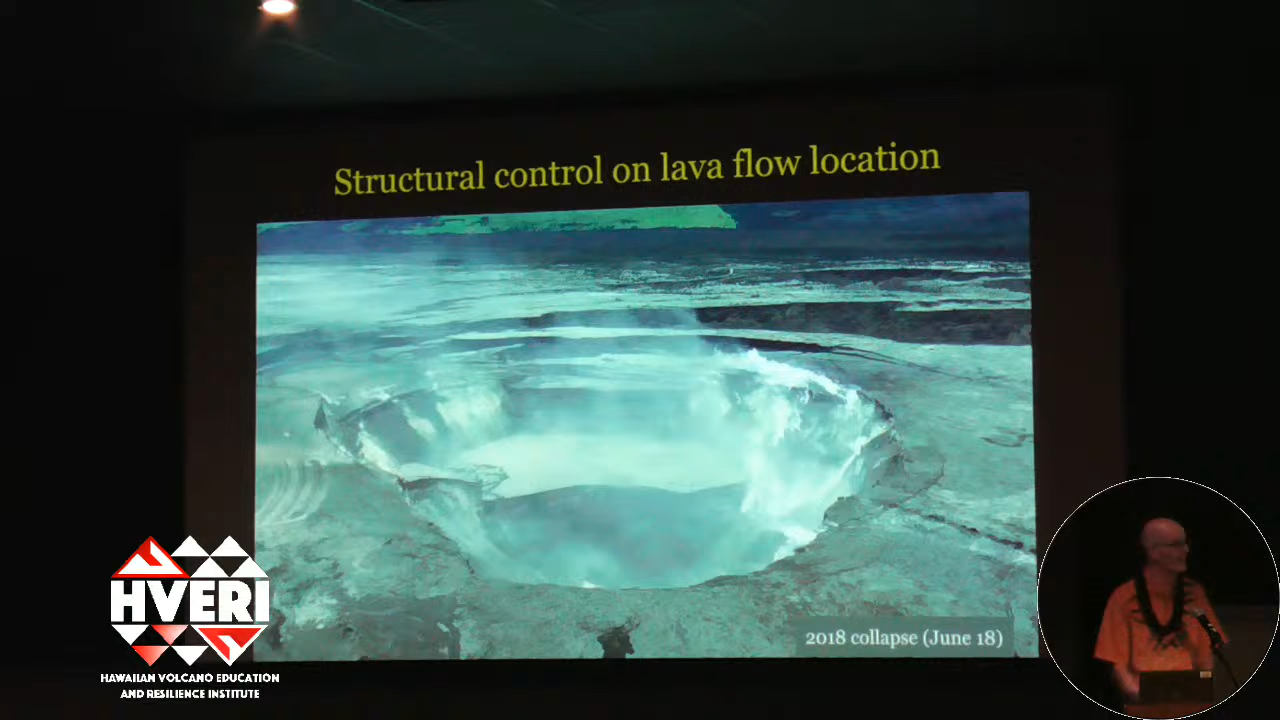 Structural control on lava flow location
2018 collapse (June 18)
HVERI
HAWAIIAN VOLCANO EDUCATION
AND RESILIENCE INSTITUTE